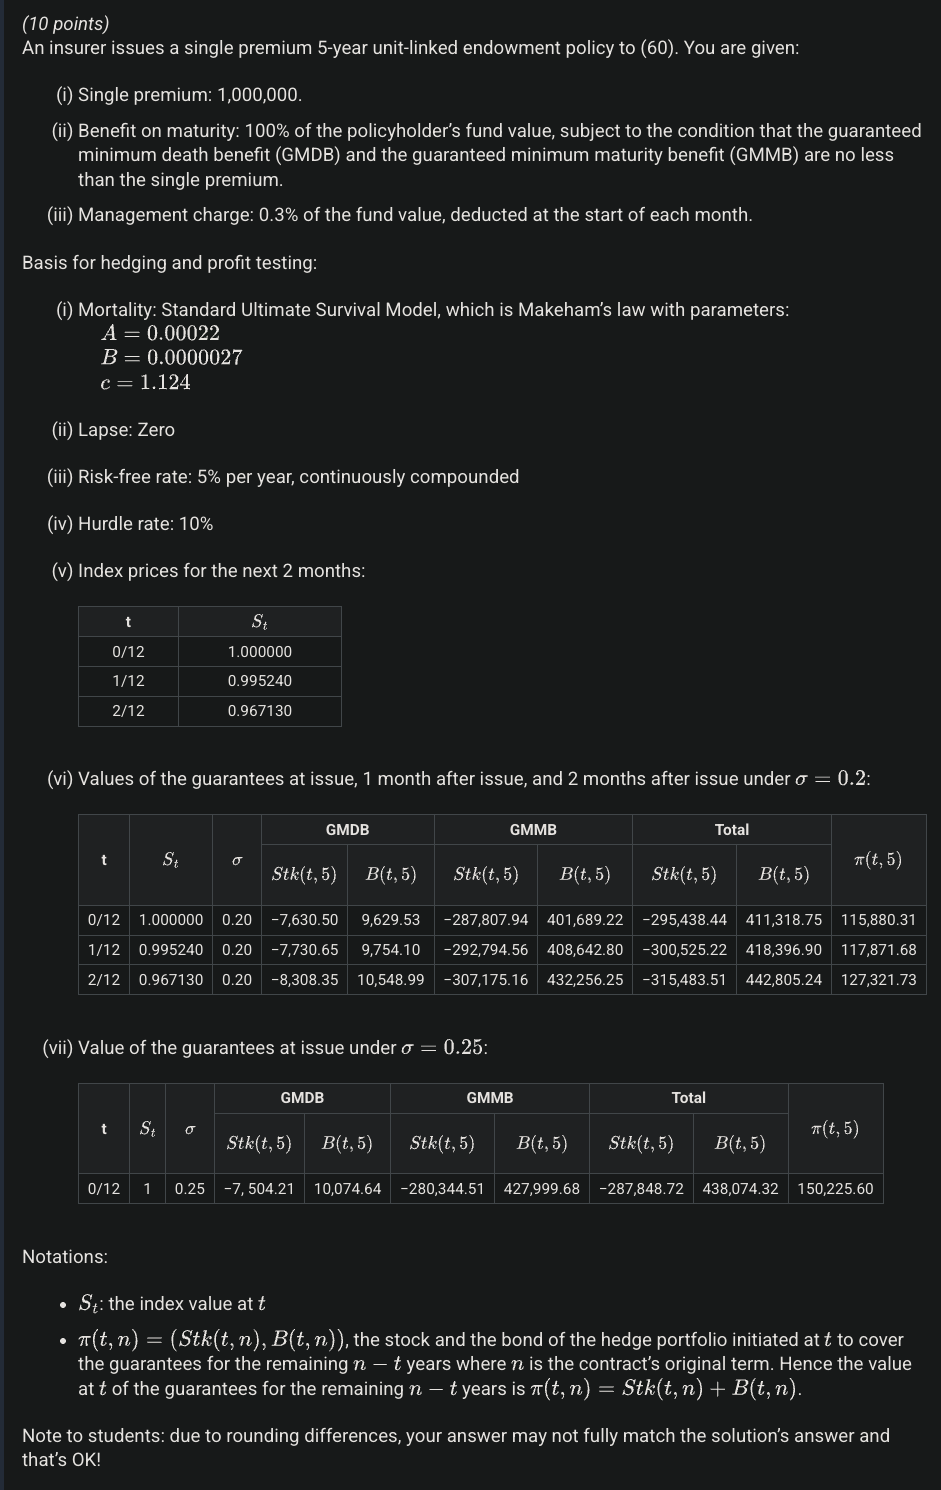 (10 points)
An insurer issues a single premium 5-year unit-linked endowment policy to (60). You are given:
(i) Single premium: 1,000,000.
(ii) Benefit on maturity: 100% of the policyholder's fund value, subject to the condition that the guaranteed
minimum death benefit (GMDB) and the guaranteed minimum maturity benefit (GMMB) are no less
than the single premium.
(iii) Management charge: 0.3% of the fund value, deducted at the start of each month.
Basis for hedging and profit testing:
(i) Mortality: Standard Ultimate Survival Model, which is Makeham's law with parameters:
A = 0.00022
B = 0.0000027
c = 1.124
(ii) Lapse: Zero
(iii) Risk-free rate: 5% per year, continuously compounded
(iv) Hurdle rate: 10%
(v) Index prices for the next 2 months:
t S_t
0/12 1.000000
1/12 0.995240
2/12 0.967130
(vi) Values of the guarantees at issue, 1 month after issue, and 2 months after issue under σ = 0.2:
GMDB GMMB Total
t S_t σ Stk(t, 5) B(t, 5) Stk(t, 5) B(t, 5) Stk(t, 5) B(t, 5) π(t, 5)
0/12 1.000000 0.20 −7,630.50 9,629.53 −287,807.94 401,689.22 −295,438.44 411,318.75 115,880.31
1/12 0.995240 0.20 −7,730.65 9,754.10 −292,794.56 408,642.80 −300,525.22 418,396.90 117,871.68
2/12 0.967130 0.20 −8,308.35 10,548.99 −307,175.16 432,256.25 −315,483.51 442,805.24 127,321.73
(vii) Value of the guarantees at issue under σ = 0.25:
GMDB GMMB Total
t S_t σ Stk(t, 5) B(t, 5) Stk(t, 5) B(t, 5) Stk(t, 5) B(t, 5) π(t, 5)
0/12 1 0.25 −7, 504.21 10,074.64 −280,344.51 427,999.68 −287,848.72 438,074.32 150,225.60
Notations:
• S_t: the index value at t
• π(t, n) = (Stk(t, n), B(t, n)), the stock and the bond of the hedge portfolio initiated at t to cover
the guarantees for the remaining n − t years where n is the contract's original term. Hence the value
at t of the guarantees for the remaining n − t years is π(t, n) = Stk(t, n) + B(t, n).
Note to students: due to rounding differences, your answer may not fully match the solution's answer and
that's OK!